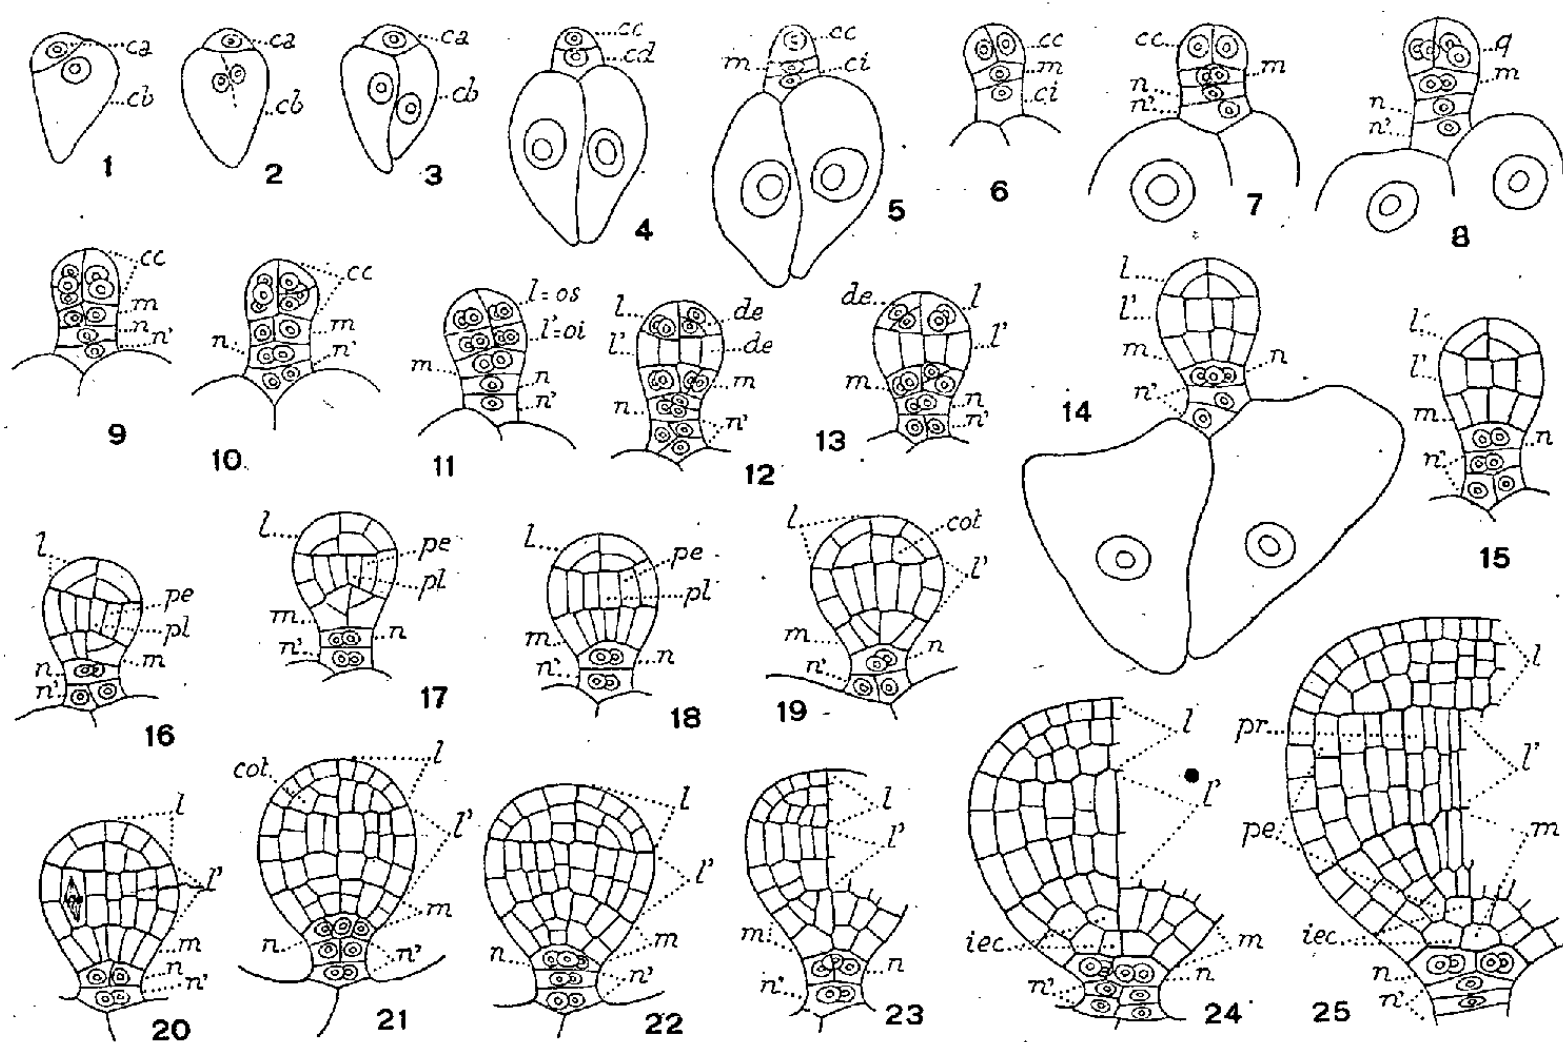 ca
cb
1
ca
cb
2
ca
cb
3
cc
cd
4
cc
m
ci
5
cc
m
ci
6
cc
m
n
n'
7
q
m
n
n'
8
cc
m
n
n'
9
cc
m
n
n'
10
l = os
l' = oi
m
n
n'
11
l
de
l'
de
m
n
n'
12
de
l
l'
m
n
n'
13
l
l'
m
n
n'
14
l
l'
m
n
n'
15
l
pe
pl
m
n
n'
16
l
pe
pl
m
n
n'
17
l
pe
pl
m
n
n'
18
l
cot
l'
m
n
n'
19
l
l'
m
n
n'
20
cot
l
l'
m
n
n'
21
l
l'
m
n
n'
22
l
l'
m
n
n'
23
l
l'
iec
m
n
n'
24
l
pr
l'
pe
m
iec
n
n'
25